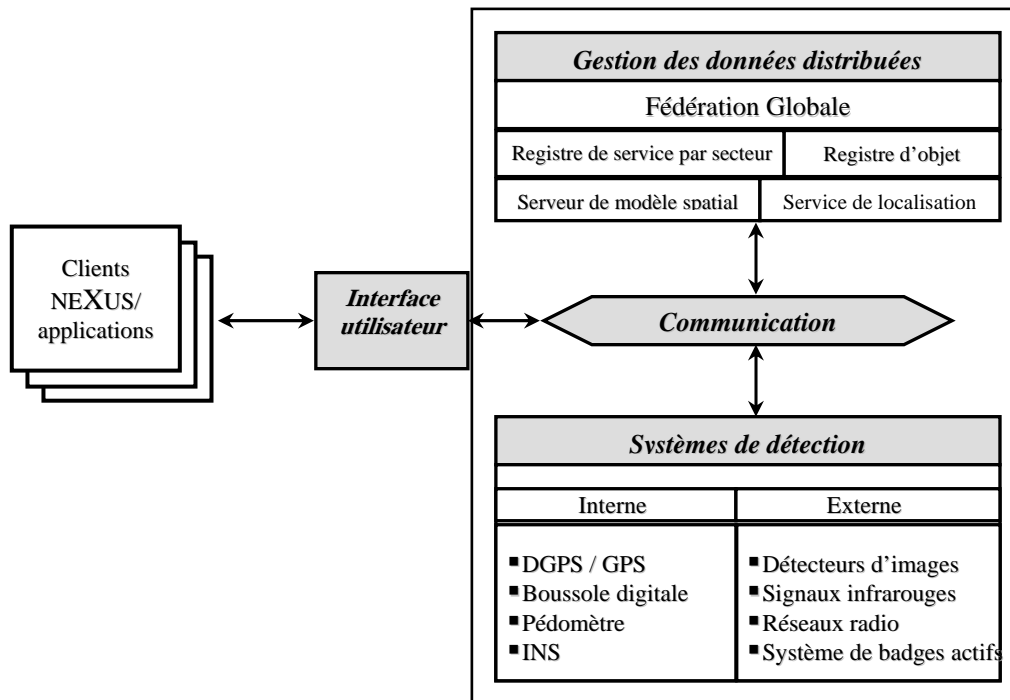 Gestion des données distribuées
Fédération Globale
Registre de service par secteur
Registre d'objet
Serveur de modèle spatial
Service de localisation
Clients
NEXUS/
applications
Interface
utilisateur
Communication
Systèmes de détection
Interne
Externe
▪DGPS / GPS
▪Boussole digitale
▪Pédomètre
▪INS
▪Détecteurs d'images
▪Signaux infrarouges
▪Réseaux radio
▪Système de badges actifs